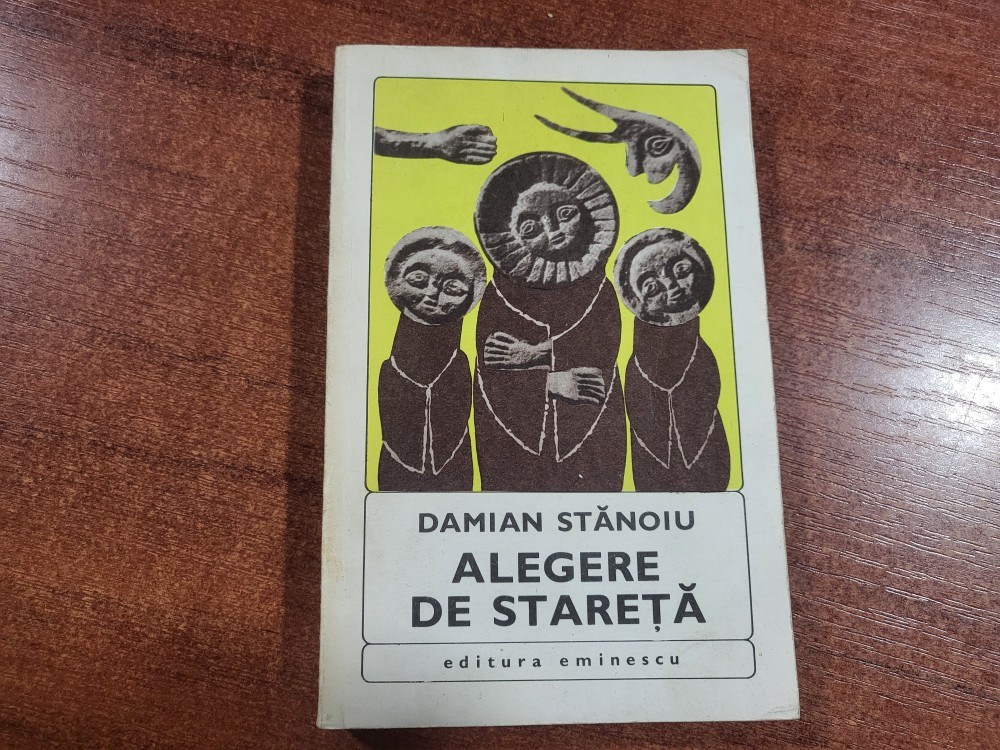 DAMIAN STĂNOIU
ALEGERE
DE STAREȚĂ
editura eminescu